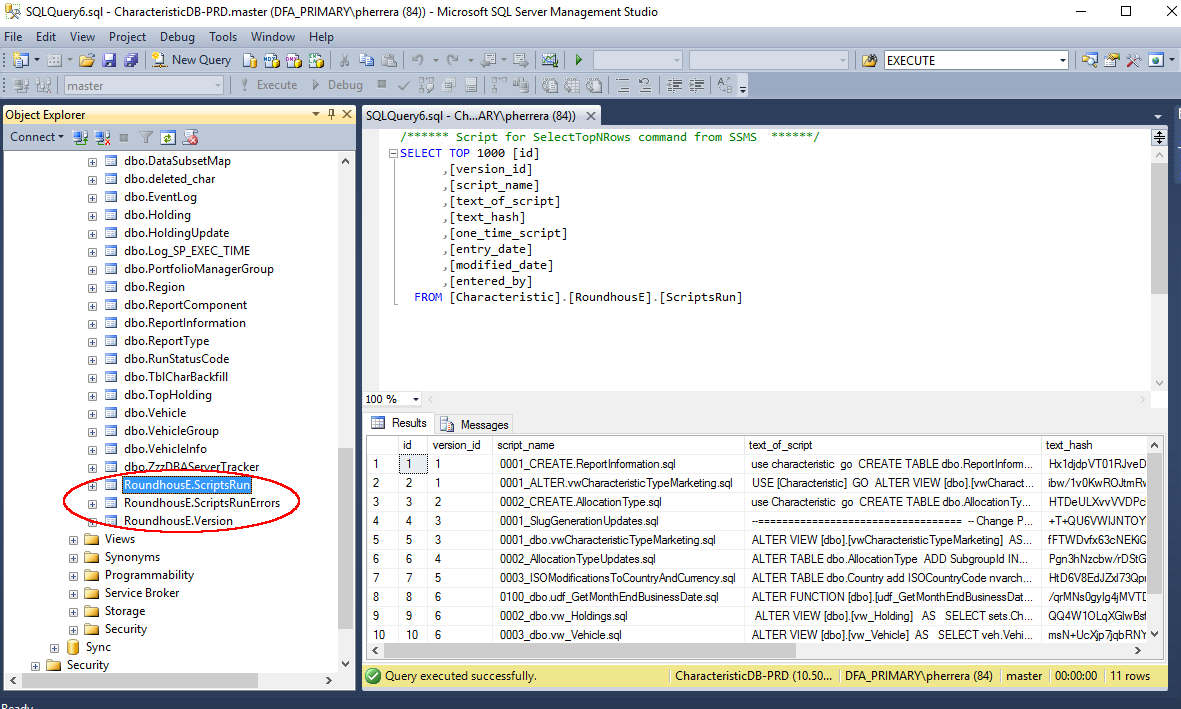 SQLQuery6.sql - CharacteristicDB-PRD.master (DFA_PRIMARY\pherrera (84)) - Microsoft SQL Server Management Studio
File Edit View Project Debug Tools Window Help
New Query EXECUTE
master Execute Debug
Object Explorer
Connect
dbo.DataSubsetMap
dbo.deleted_char
dbo.EventLog
dbo.Holding
dbo.HoldingUpdate
dbo.Log_SP_EXEC_TIME
dbo.PortfolioManagerGroup
dbo.Region
dbo.ReportComponent
dbo.ReportInformation
dbo.ReportType
dbo.RunStatusCode
dbo.TblCharBackfill
dbo.TopHolding
dbo.Vehicle
dbo.VehicleGroup
dbo.VehicleInfo
dbo.ZzzDBAServerTracker
RoundhousE.ScriptsRun
RoundhousE.ScriptsRunErrors
RoundhousE.Version
Views
Synonyms
Programmability
Service Broker
Storage
Security
Sync
Security
SQLQuery6.sql - Ch...ARY\pherrera (84))
/****** Script for SelectTopNRows command from SSMS ******/
SELECT TOP 1000 [id]
,[version_id]
,[script_name]
,[text_of_script]
,[text_hash]
,[one_time_script]
,[entry_date]
,[modified_date]
,[entered_by]
FROM [Characteristic].[RoundhousE].[ScriptsRun]
100 %
Results Messages
id version_id script_name text_of_script text_hash
1 1 1 0001_CREATE.ReportInformation.sql use characteristic go CREATE TABLE dbo.ReportInform... Hx1djdpVT01RJveD
2 2 1 0001_ALTER.vwCharacteristicTypeMarketing.sql USE [Characteristic] GO ALTER VIEW [dbo].[vwCharact... ibw/1v0KwROJtmRv
3 3 2 0002_CREATE.AllocationType.sql use Characteristic go CREATE TABLE dbo.AllocationTy... HTDeULXvvVVDPc
4 4 3 0001_SlugGenerationUpdates.sql --================================ -- Change P... +T+QU6VWIJNTOY
5 5 3 0001_dbo.vwCharacteristicTypeMarketing.sql ALTER VIEW [dbo].[vwCharacteristicTypeMarketing] AS... fFTWDvfx63cNEKQ
6 6 4 0002_AllocationTypeUpdates.sql ALTER TABLE dbo.AllocationType ADD SubgroupId IN... Pgn3hNzcbw/rDStG
7 7 5 0003_ISOModificationsToCountryAndCurrency.sql ALTER TABLE dbo.Country add ISOCountryCode nvarch... HtD6V8EdJZxl73Qpr
8 8 6 0100_dbo.udf_GetMonthEndBusinessDate.sql ALTER FUNCTION [dbo].[udf_GetMonthEndBusinessDat... /qrMNs0gylg4jMVTD
9 9 6 0002_dbo.vw_Holdings.sql ALTER VIEW [dbo].[vw_Holding] AS SELECT sets.Ch... QQ4W1OLqXGlwBst
10 10 6 0003_dbo.vw_Vehicle.sql ALTER VIEW [dbo].[vw_Vehicle] AS SELECT veh.Vehi... msN+UcXjp7jqbRNY
Query executed successfully. CharacteristicDB-PRD (10.50... DFA_PRIMARY\pherrera (84) master 00:00:00 11 rows
Ready